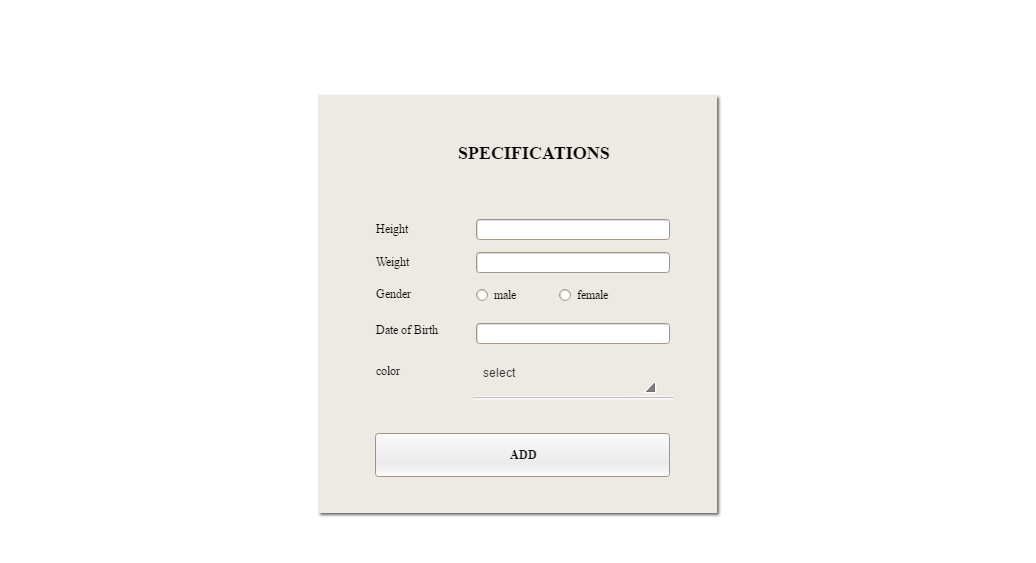 SPECIFICATIONS
Height
Weight
Gender male female
Date of Birth
color select
ADD